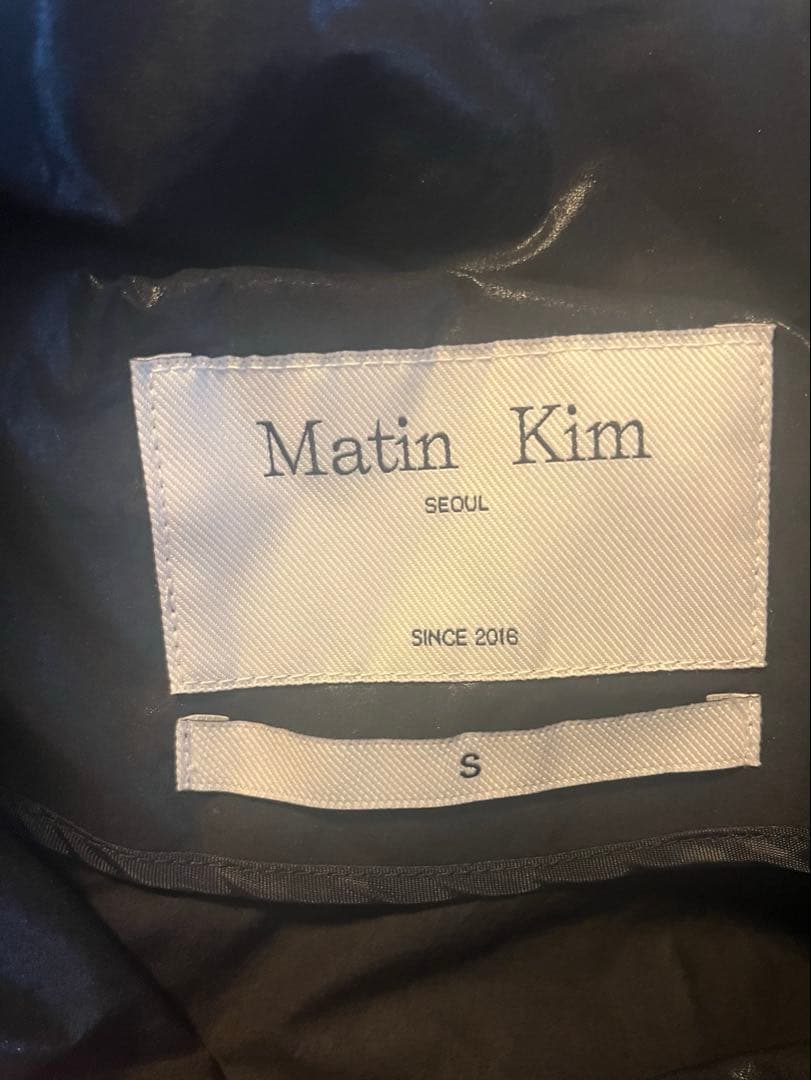 Matin Kim
SEOUL
SINCE 2016
S